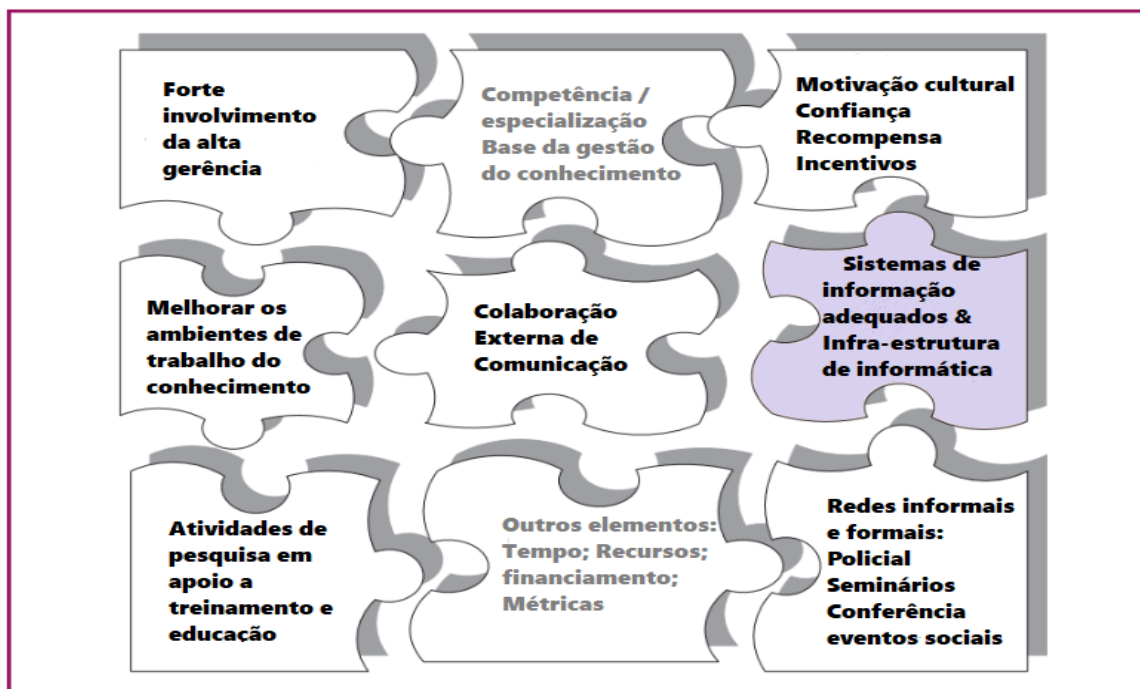 Forte
involvimento
da alta
gerência
Competência /
especialização
Base da gestão
do conhecimento
Motivação cultural
Confiança
Recompensa
Incentivos
Melhorar os
ambientes de
trabalho do
conhecimento
Colaboração
Externa de
Comunicação
Sistemas de
informação
adequados &
Infra-estrutura
de informática
Atividades de
pesquisa em
apoio a
treinamento e
educação
Outros elementos:
Tempo; Recursos;
financiamento;
Métricas
Redes informais
e formais:
Policial
Seminários
Conferência
eventos sociais